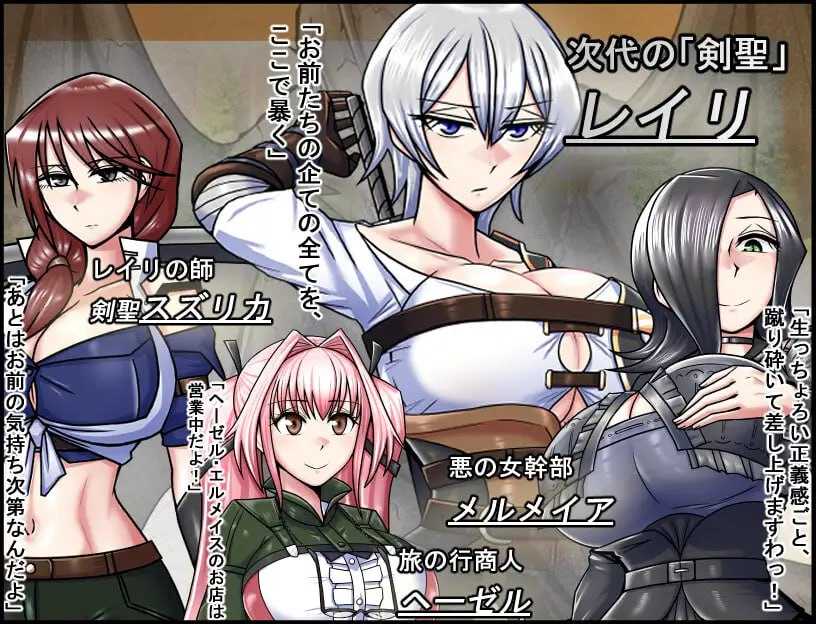 次代の「剣聖」
レイリ
「お前たちの企ての全てを、
ここで暴く」
レイリの師
剣聖スズリカ
「あとはお前の気持ち次第なんだよ」
「生っちょろい正義感ごと、
蹴り砕いて差し上げますわっ!」
悪の女幹部
メルメイア
「ヘーゼル・エルメイスのお店は
営業中だよ!」
旅の行商人
ヘーゼル